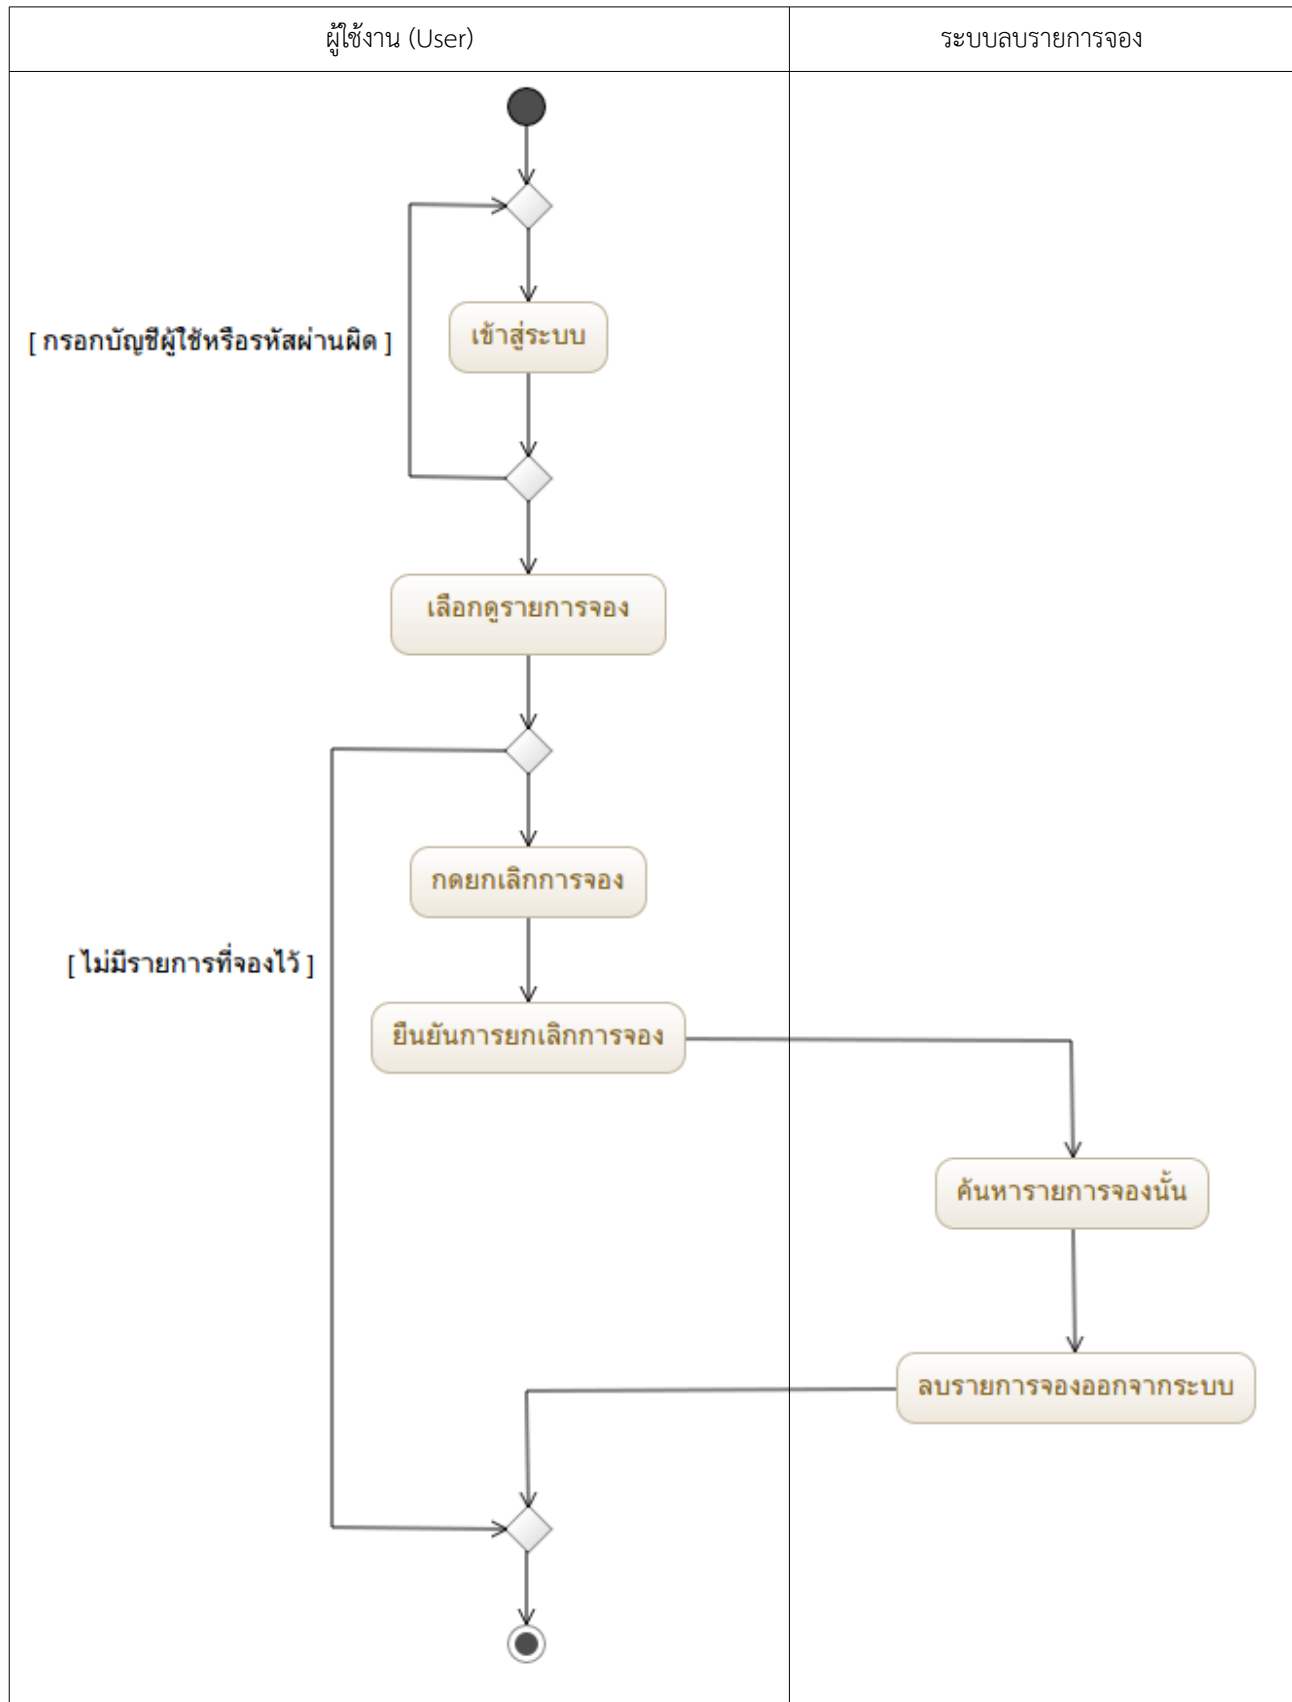 ผู้ใช้งาน (User)
ระบบลบรายการจอง
[ กรอกบัญชีผู้ใช้หรือรหัสผ่านผิด ]
เข้าสู่ระบบ
เลือกดูรายการจอง
กดยกเลิกการจอง
[ ไม่มีรายการที่จองไว้ ]
ยืนยันการยกเลิกการจอง
ค้นหารายการจองนั้น
ลบรายการจองออกจากระบบ